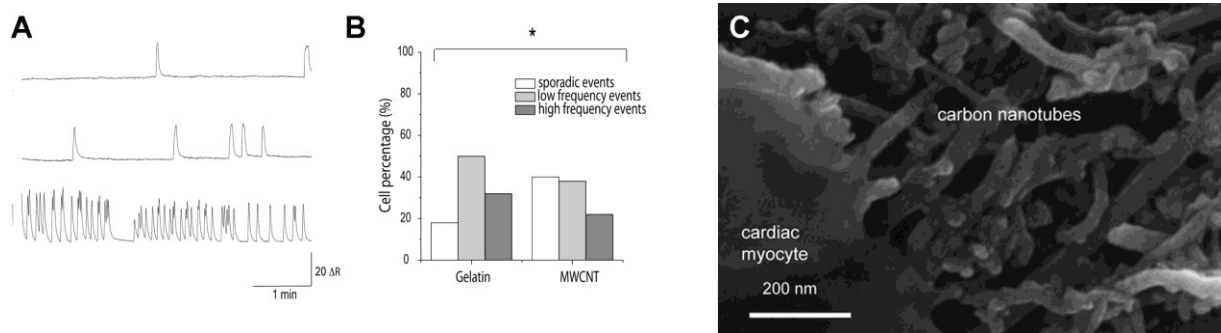 A
20 ΔR
1 min
B
*
100
80
60
40
20
0
Cell percentage (%)
sporadic events
low frequency events
high frequency events
Gelatin
MWCNT
C
carbon nanotubes
cardiac
myocyte
200 nm